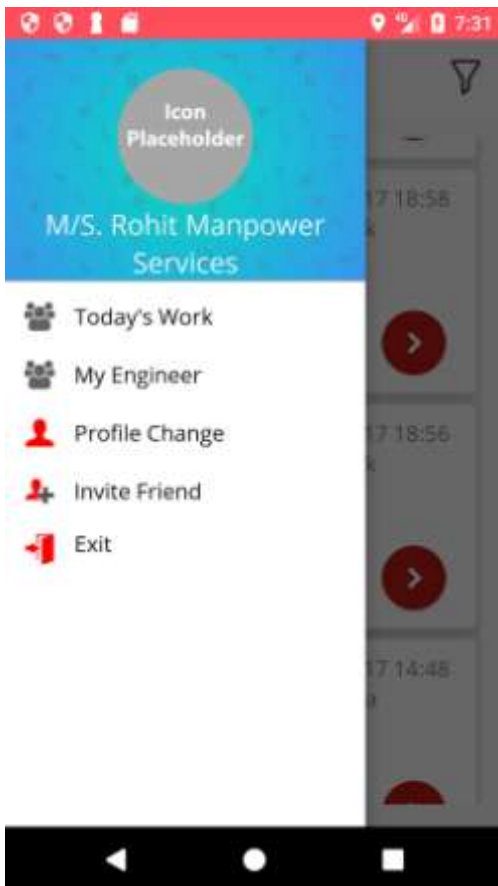 7:31
Icon
Placeholder
M/S. Rohit Manpower
Services
Today's Work
My Engineer
Profile Change
Invite Friend
Exit
17 18:58
k
17 18:56
k
17 14:48
a